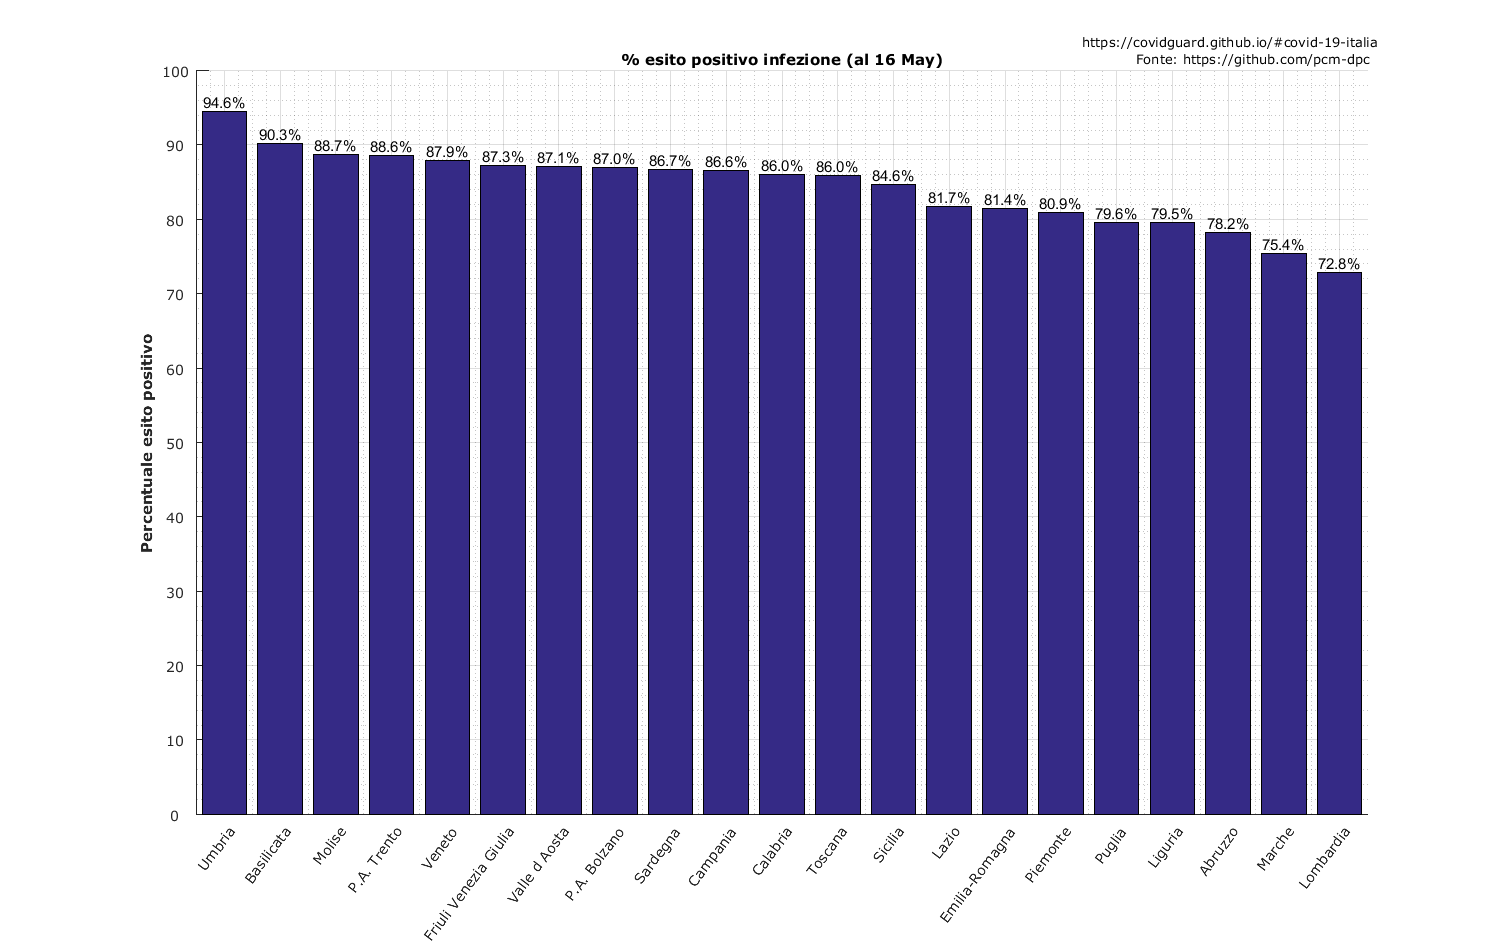 https://covidguard.github.io/#covid-19-italia
% esito positivo infezione (al 16 May)
Fonte: https://github.com/pcm-dpc
Percentuale esito positivo
100
90
80
70
60
50
40
30
20
10
0
94.6%
90.3%
88.7%
88.6%
87.9%
87.3%
87.1%
87.0%
86.7%
86.6%
86.0%
86.0%
84.6%
81.7%
81.4%
80.9%
79.6%
79.5%
78.2%
75.4%
72.8%
Umbria
Basilicata
Molise
P.A. Trento
Veneto
Friuli Venezia Giulia
Valle d Aosta
P.A. Bolzano
Sardegna
Campania
Calabria
Toscana
Sicilia
Lazio
Emilia-Romagna
Piemonte
Puglia
Liguria
Abruzzo
Marche
Lombardia